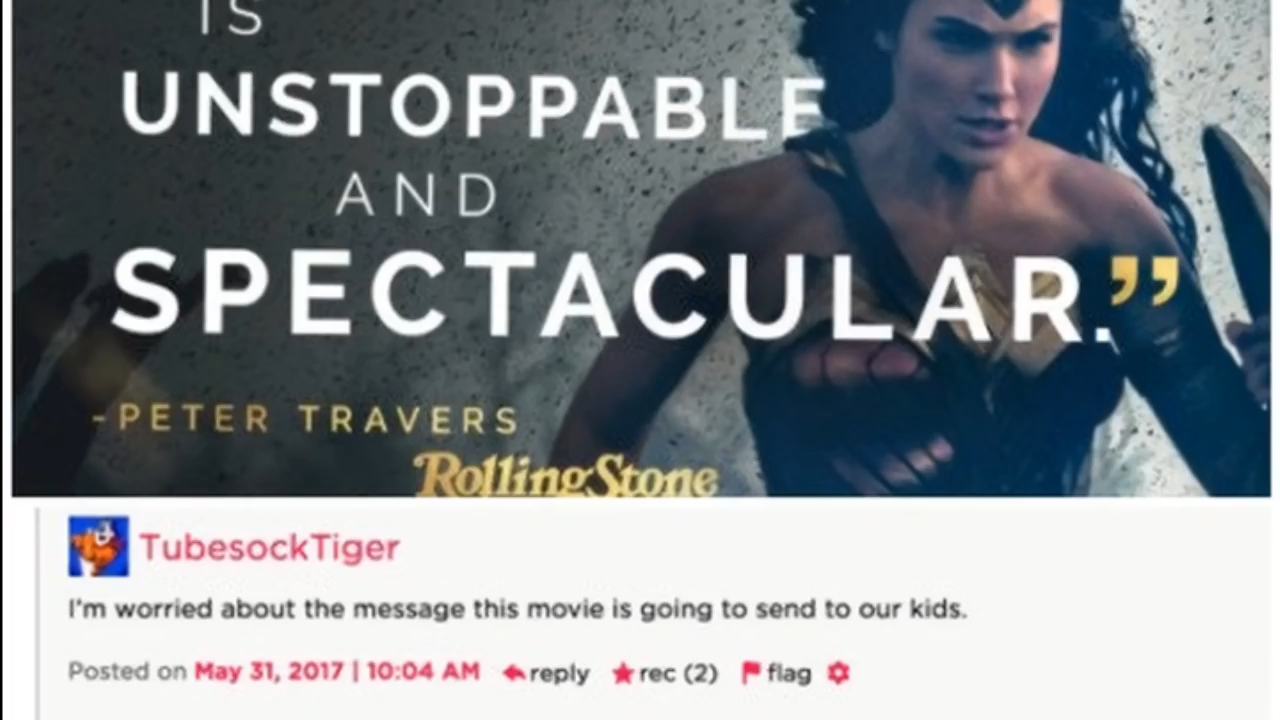 IS
UNSTOPPABLE
AND
SPECTACULAR.”
-PETER TRAVERS
RollingStone
TubesockTiger
I'm worried about the message this movie is going to send to our kids.
Posted on May 31, 2017 | 10:04 AM reply rec (2) flag